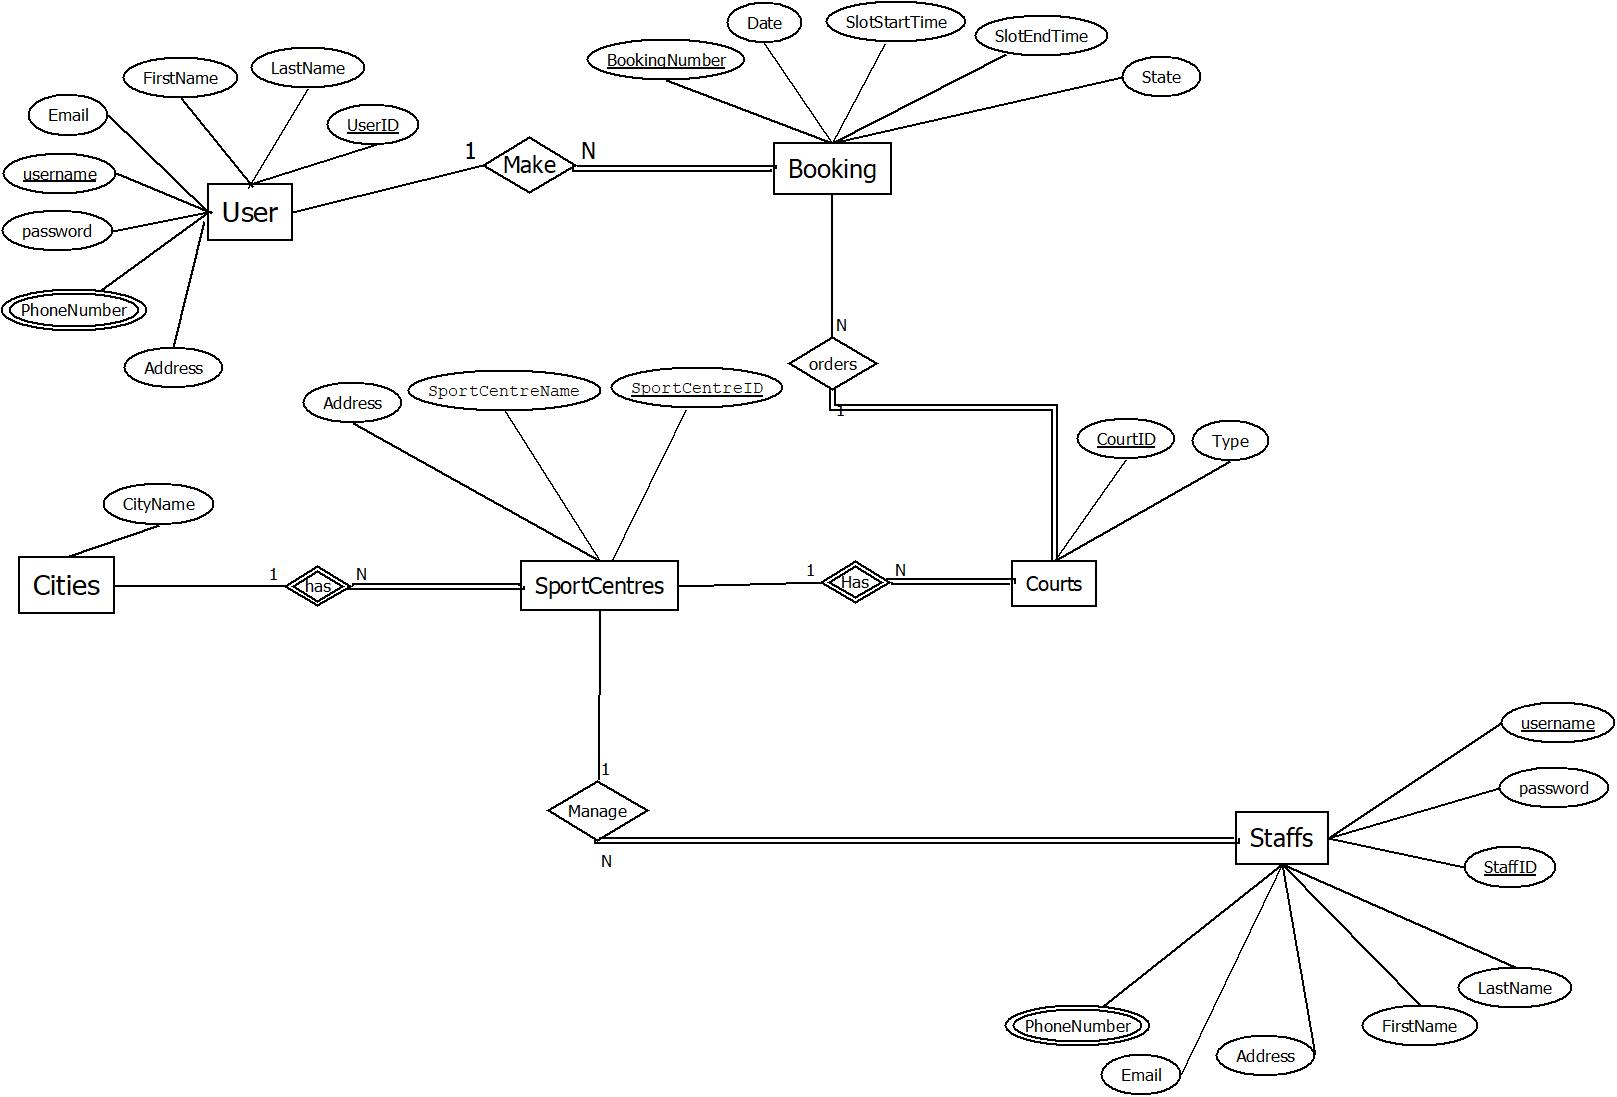 Date
SlotStartTime
SlotEndTime
BookingNumber
State
FirstName
LastName
Email
UserID
username
password
PhoneNumber
Address
User
1
Make
N
Booking
N
orders
1
Address
SportCentreName
SportCentreID
CourtID
Type
CityName
Cities
1
has
N
SportCentres
1
Has
N
Courts
1
Manage
N
Staffs
username
password
StaffID
LastName
FirstName
Address
Email
PhoneNumber